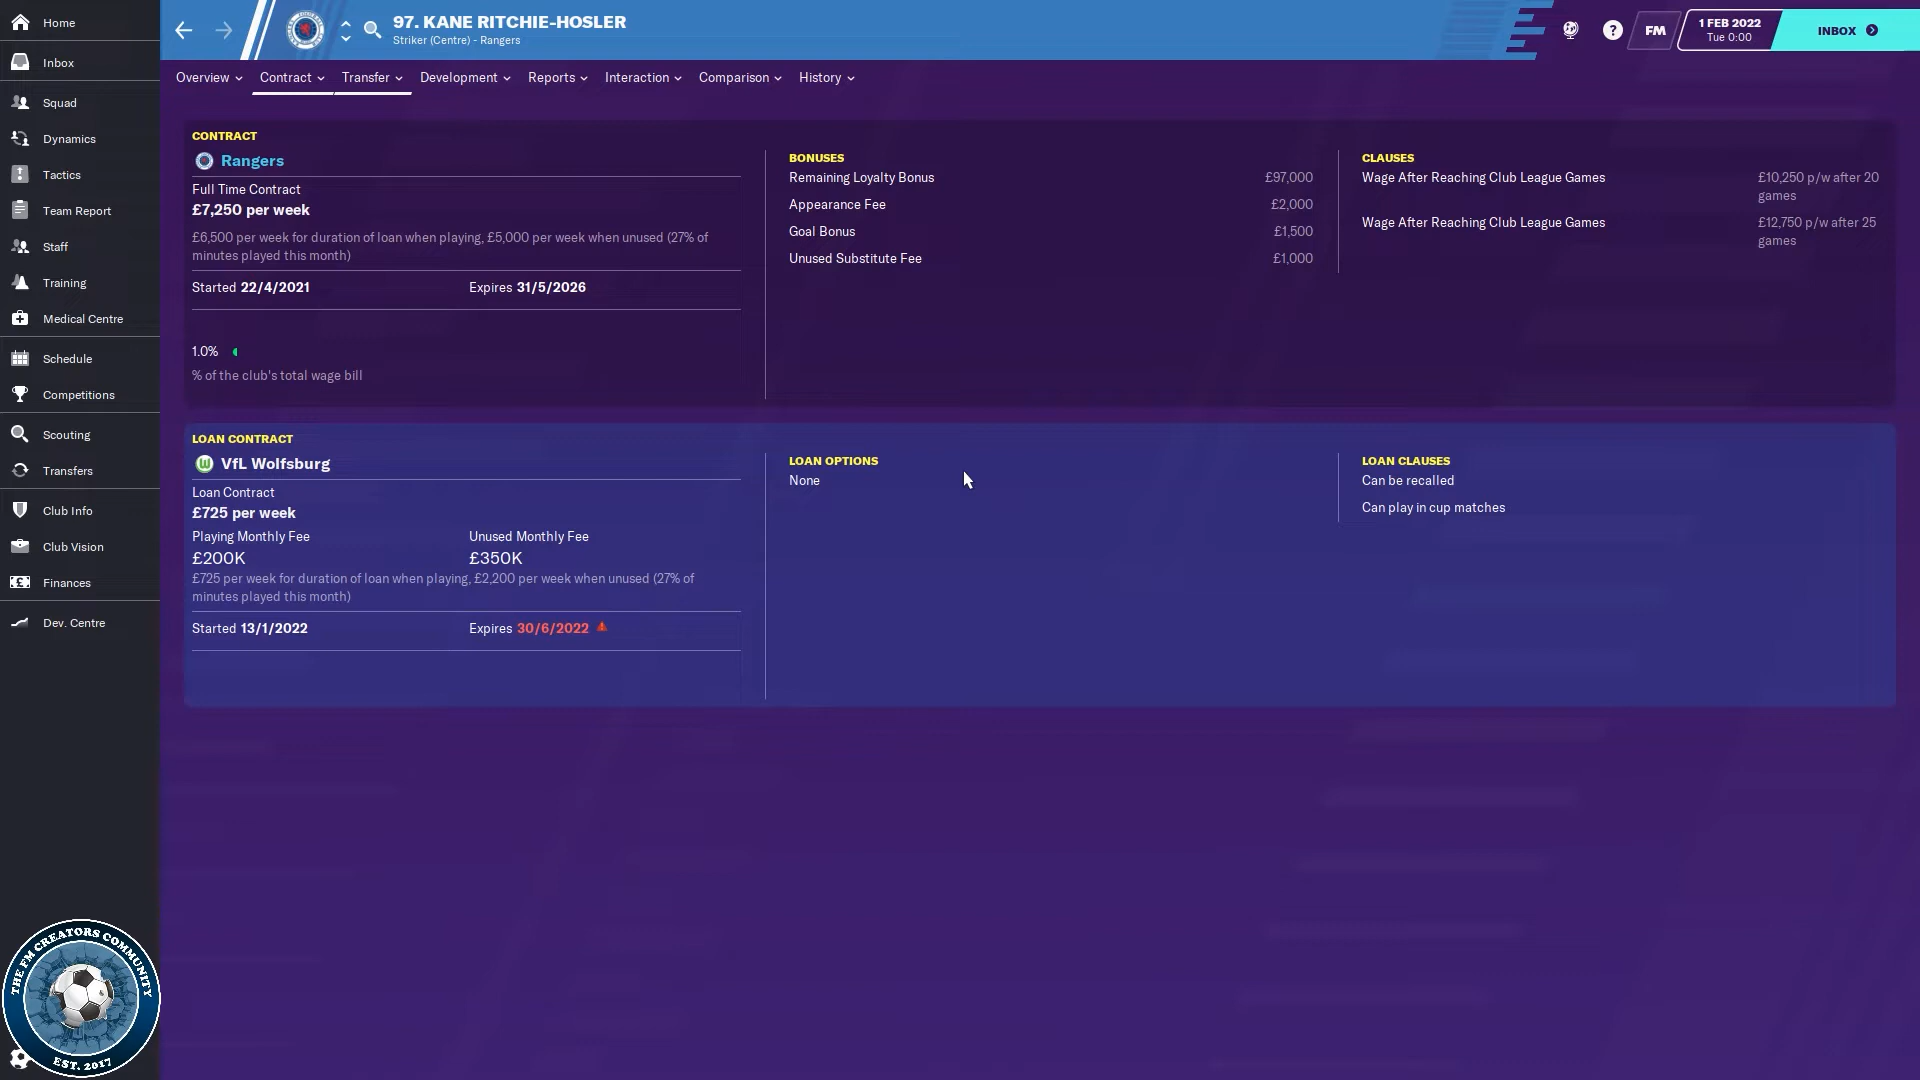 Home
Inbox
Squad
Dynamics
Tactics
Team Report
Staff
Training
Medical Centre
Schedule
Competitions
Scouting
Transfers
Club Info
Club Vision
Finances
Dev. Centre
THE FM CREATORS COMMUNITY
EST. 2017
97. KANE RITCHIE-HOSLER
Striker (Centre) - Rangers
?
FM
1 FEB 2022
Tue 0:00
INBOX
Overview Contract Transfer Development Reports Interaction Comparison History
CONTRACT
Rangers
Full Time Contract
£7,250 per week
£6,500 per week for duration of loan when playing, £5,000 per week when unused (27% of
minutes played this month)
Started 22/4/2021 Expires 31/5/2026
1.0%
% of the club's total wage bill
BONUSES
Remaining Loyalty Bonus £97,000
Appearance Fee £2,000
Goal Bonus £1,500
Unused Substitute Fee £1,000
CLAUSES
Wage After Reaching Club League Games £10,250 p/w after 20
games
Wage After Reaching Club League Games £12,750 p/w after 25
games
LOAN CONTRACT
VfL Wolfsburg
Loan Contract
£725 per week
Playing Monthly Fee Unused Monthly Fee
£200K £350K
£725 per week for duration of loan when playing, £2,200 per week when unused (27% of
minutes played this month)
Started 13/1/2022 Expires 30/6/2022
LOAN OPTIONS
None
LOAN CLAUSES
Can be recalled
Can play in cup matches